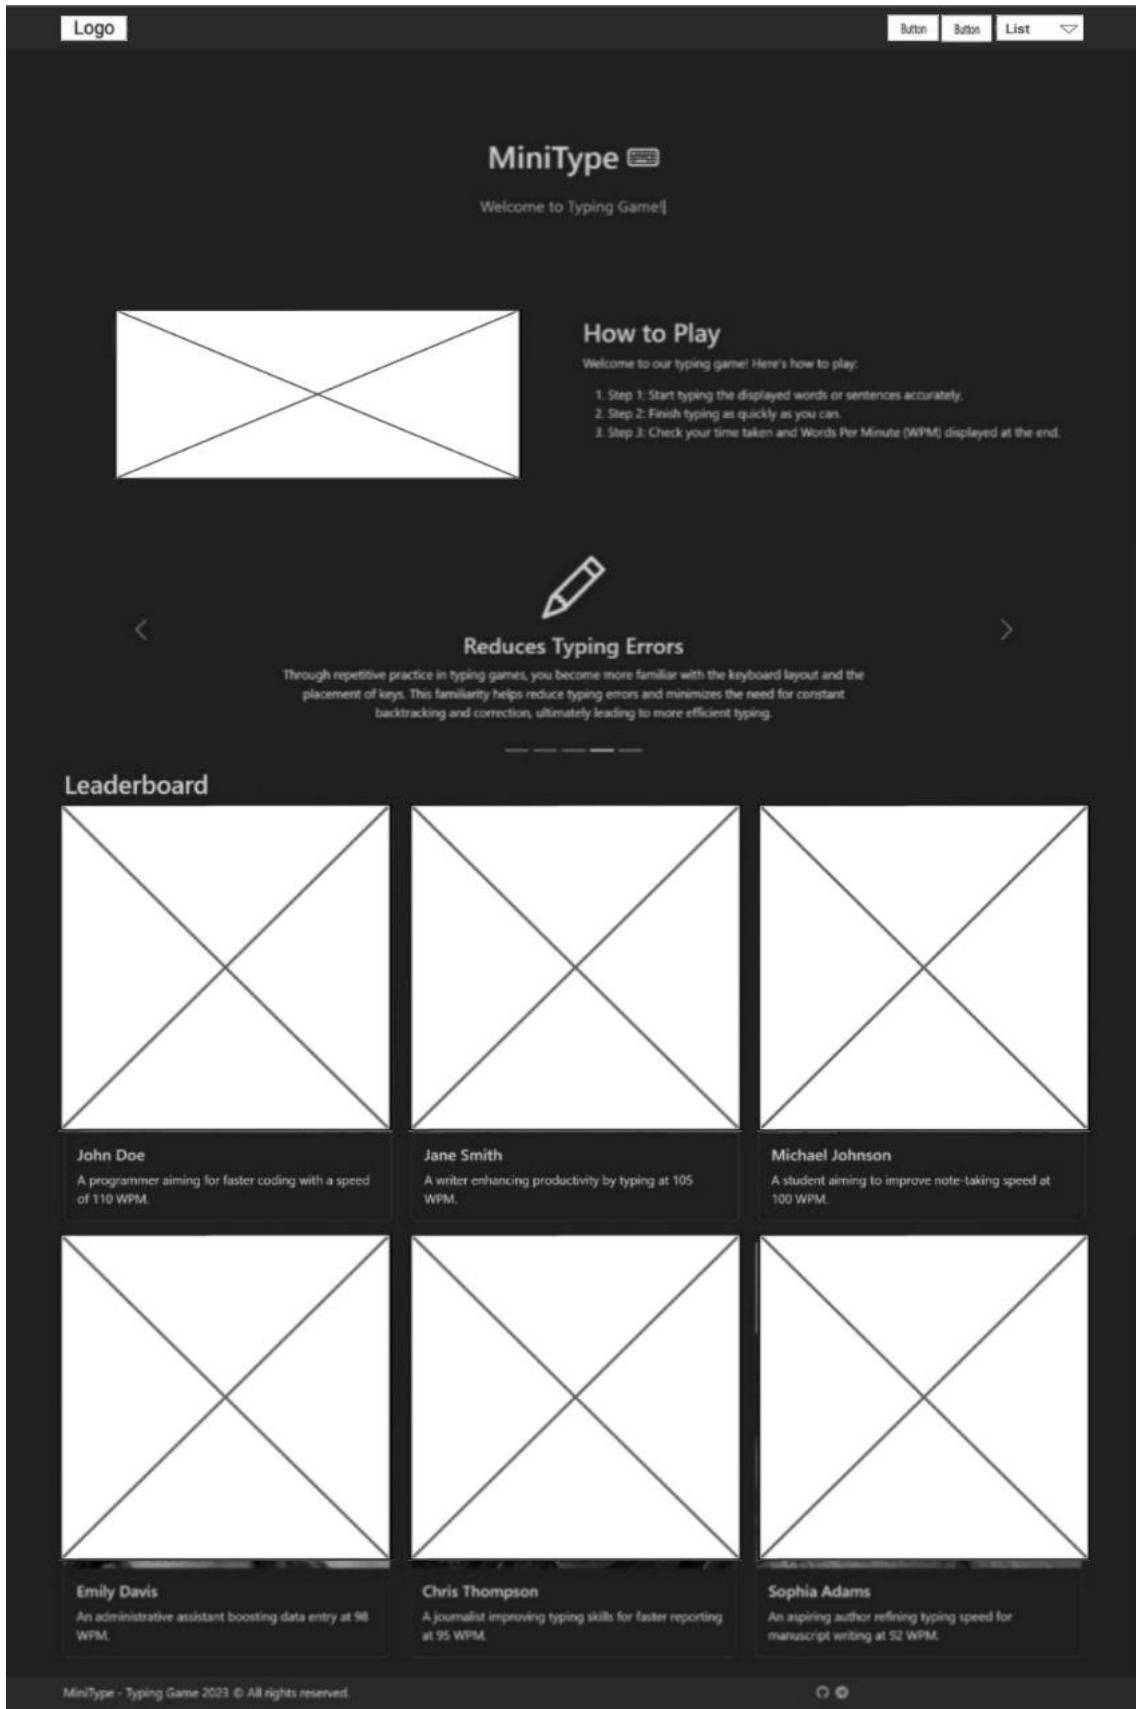 Logo
Button Button List
MiniType
Welcome to Typing Game!
How to Play
Welcome to our typing game! Here's how to play:
1. Step 1: Start typing the displayed words or sentences accurately.
2. Step 2: Finish typing as quickly as you can.
3. Step 3: Check your time taken and Words Per Minute (WPM) displayed at the end.
Reduces Typing Errors
Through repetitive practice in typing games, you become more familiar with the keyboard layout and the
placement of keys. This familiarity helps reduce typing errors and minimizes the need for constant
backtracking and correction, ultimately leading to more efficient typing.
Leaderboard
John Doe
A programmer aiming for faster coding with a speed
of 110 WPM.
Jane Smith
A writer enhancing productivity by typing at 105
WPM.
Michael Johnson
A student aiming to improve note-taking speed at
100 WPM.
Emily Davis
An administrative assistant boosting data entry at 98
WPM.
Chris Thompson
A journalist improving typing skills for faster reporting
at 95 WPM.
Sophia Adams
An aspiring author refining typing speed for
manuscript writing at 92 WPM.
MiniType - Typing Game 2023 © All rights reserved.